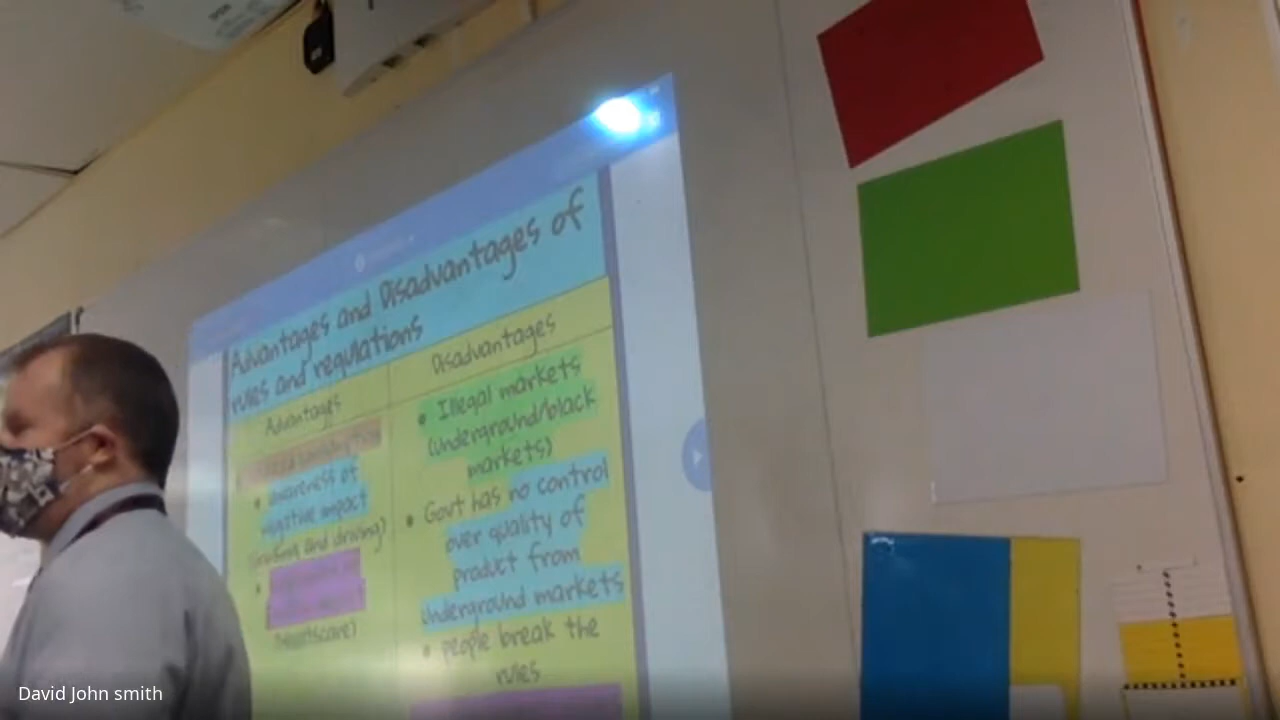 Advantages and Disadvantages of
rules and regulations
Advantages
• awareness of
negative impact
and driving)
Disadvantages
• Illegal markets
(Underground/black
markets)
• Govt has no control
over quality of
product from
Underground markets
• people break the
rules
David John smith